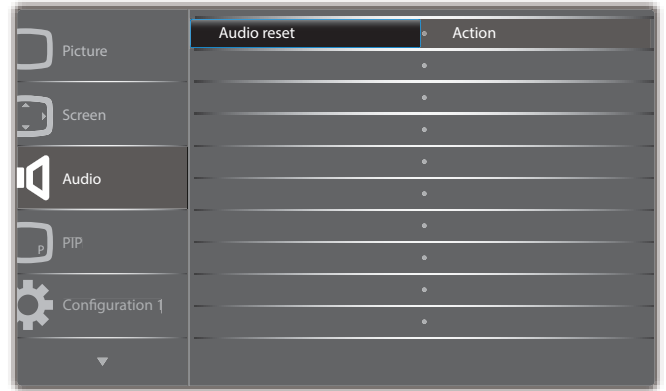 Picture
Audio reset
Action
Screen
Audio
PIP
P
Configuration 1